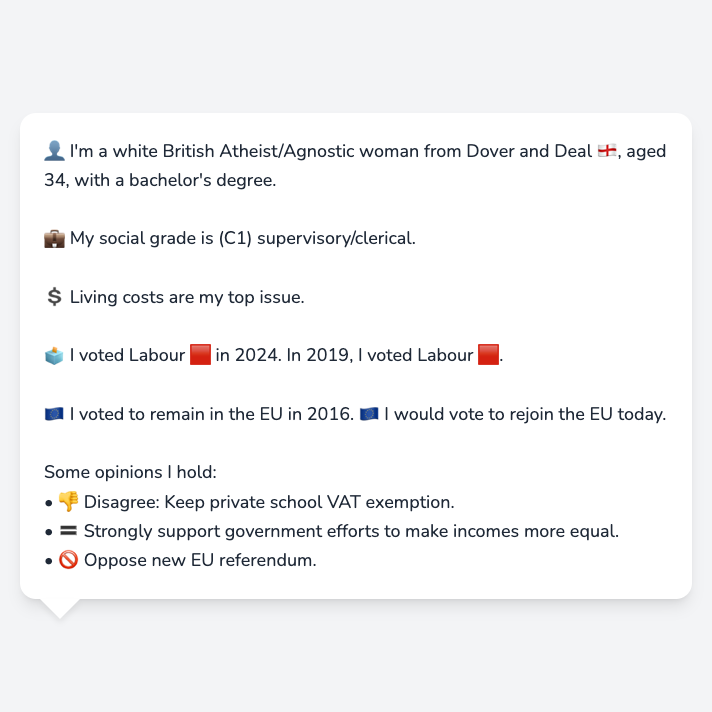 👤 I'm a white British Atheist/Agnostic woman from Dover and Deal 🏴󠁧󠁢󠁥󠁮󠁧󠁿, aged
34, with a bachelor's degree.
💼 My social grade is (C1) supervisory/clerical.
💲 Living costs are my top issue.
🗳️ I voted Labour 🟥 in 2024. In 2019, I voted Labour 🟥.
🇪🇺 I voted to remain in the EU in 2016. 🇪🇺 I would vote to rejoin the EU today.
Some opinions I hold:
• 👎 Disagree: Keep private school VAT exemption.
• 🟰 Strongly support government efforts to make incomes more equal.
• 🚫 Oppose new EU referendum.